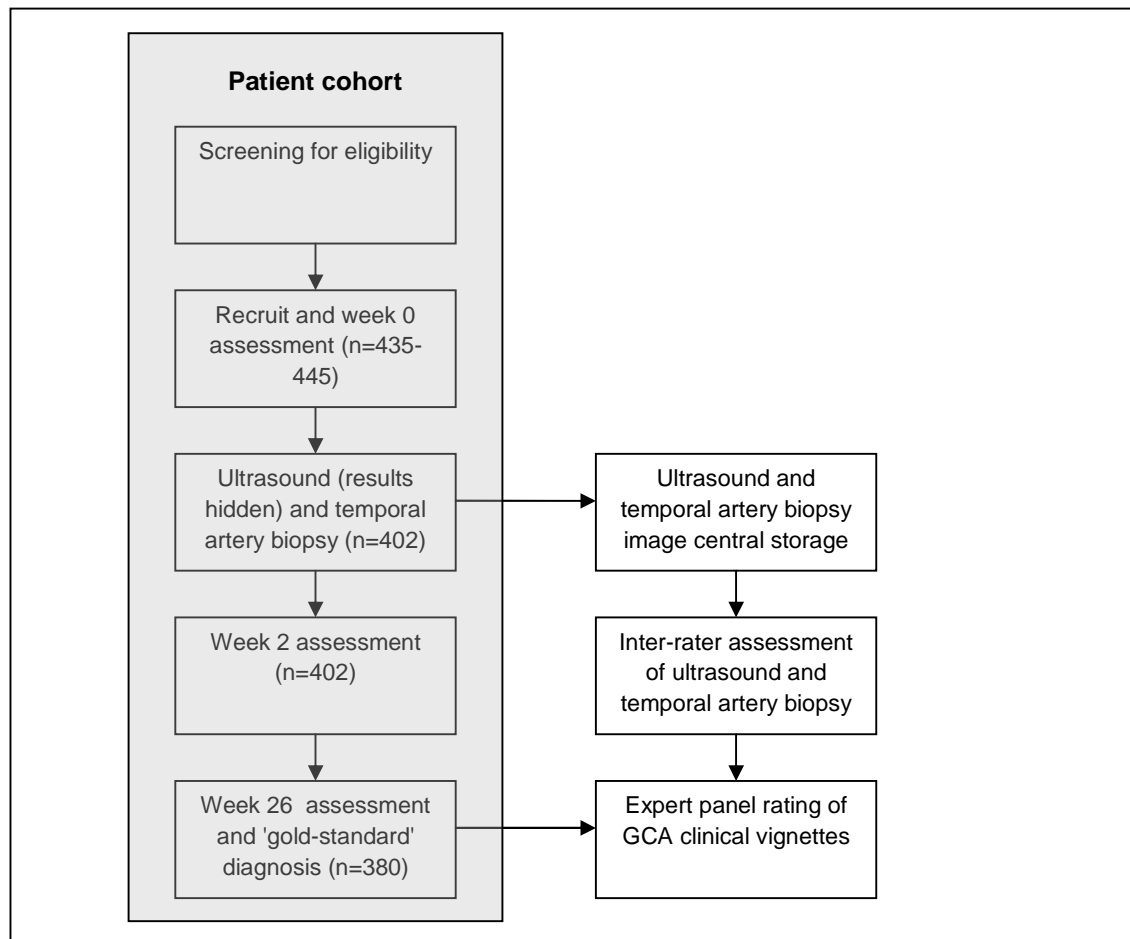 Patient cohort
Screening for eligibility
Recruit and week 0
assessment (n=435-
445)
Ultrasound (results
hidden) and temporal
artery biopsy (n=402)
Ultrasound and
temporal artery biopsy
image central storage
Week 2 assessment
(n=402)
Inter-rater assessment
of ultrasound and
temporal artery biopsy
Week 26  assessment
and 'gold-standard'
diagnosis (n=380)
Expert panel rating of
GCA clinical vignettes